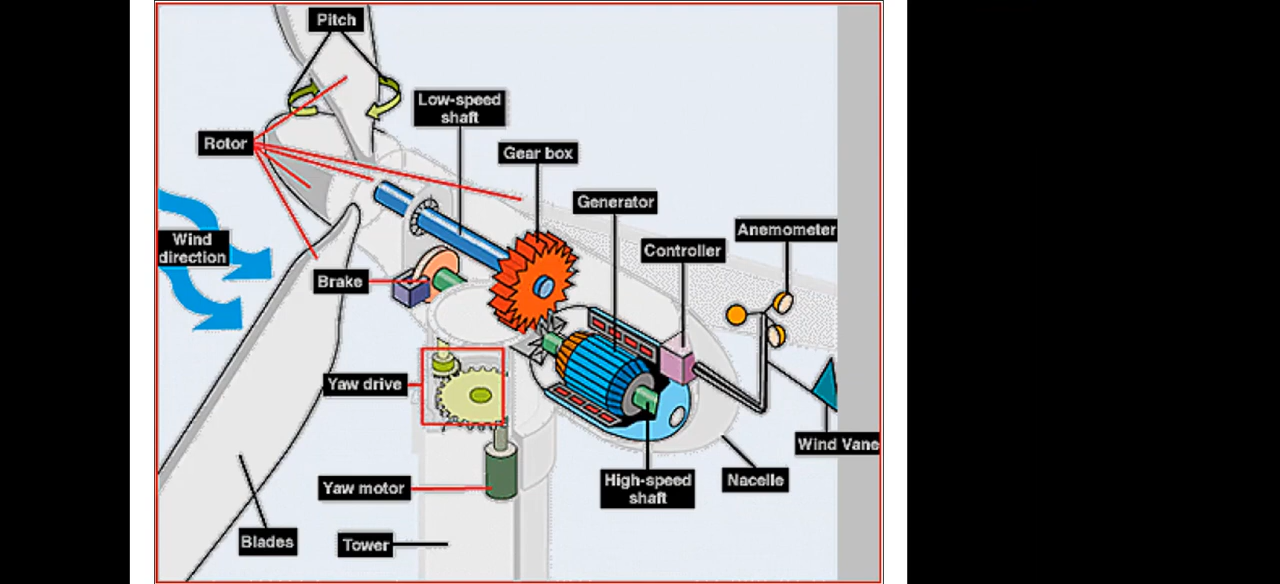 Pitch
Low-speed
shaft
Rotor
Gear box
Generator
Anemometer
Wind
direction
Controller
Brake
Yaw drive
Wind Vane
Yaw motor
High-speed
shaft
Nacelle
Blades
Tower